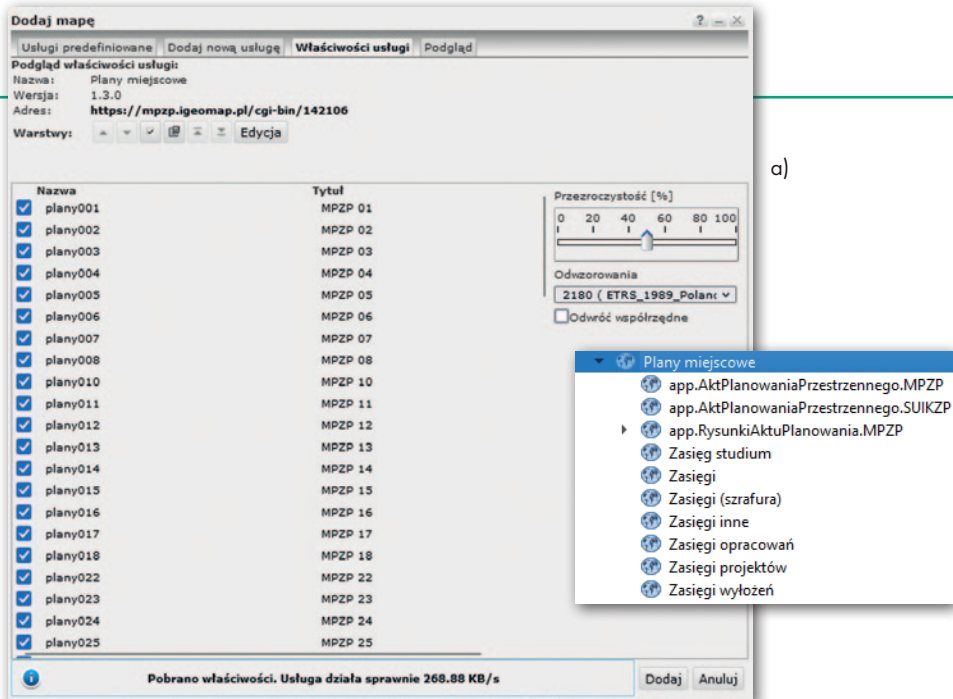 Dodaj mapę
? – ×
Usługi predefiniowane Dodaj nową usługę Właściwości usługi Podgląd
Podgląd właściwości usługi:
Nazwa: Plany miejscowe
Wersja: 1.3.0
Adres: https://mpzp.igeomap.pl/cgi-bin/142106
Warstwy: Edycja
a)
Nazwa Tytuł
plany001 MPZP 01
plany002 MPZP 02
plany003 MPZP 03
plany004 MPZP 04
plany005 MPZP 05
plany006 MPZP 06
plany007 MPZP 07
plany008 MPZP 08
plany010 MPZP 10
plany011 MPZP 11
plany012 MPZP 12
plany013 MPZP 13
plany014 MPZP 14
plany015 MPZP 15
plany016 MPZP 16
plany017 MPZP 17
plany018 MPZP 18
plany022 MPZP 22
plany023 MPZP 23
plany024 MPZP 24
plany025 MPZP 25
Przezroczystość [%]
0 20 40 60 80 100
Odwzorowania
2180 ( ETRS_1989_Polanc
Odwróć współrzędne
Plany miejscowe
app.AktPlanowaniaPrzestrzennego.MPZP
app.AktPlanowaniaPrzestrzennego.SUIKZP
app.RysunkiAktuPlanowania.MPZP
Zasięg studium
Zasięgi
Zasięgi (szrafura)
Zasięgi inne
Zasięgi opracowań
Zasięgi projektów
Zasięgi wyłożeń
Pobrano właściwości. Usługa działa sprawnie 268.88 KB/s
Dodaj Anuluj